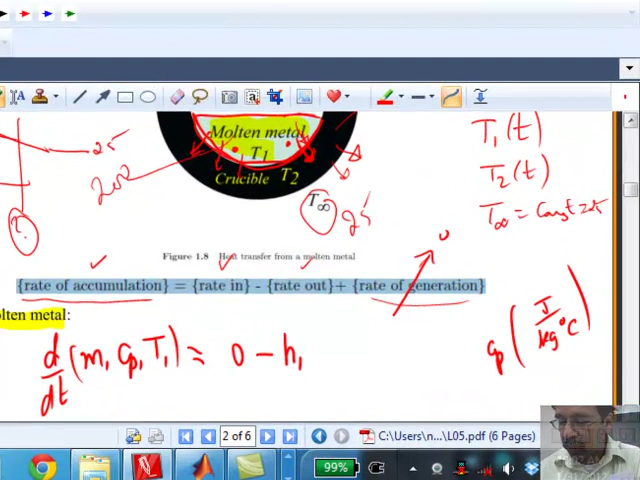 25
200
?
Molten metal
T1
Crucible T2
T∞
25
T1(t)
T2(t)
T∞ = Const 225
Figure 1.8 Heat transfer from a molten metal
0
{rate of accumulation} = {rate in} - {rate out}+ {rate of generation}
olten metal:
d/dt (m1 Cp1 T1) = 0 - h1
Cp (J/kg°C)
2 of 6
C:\Users\n...\L05.pdf (6 Pages)
99%